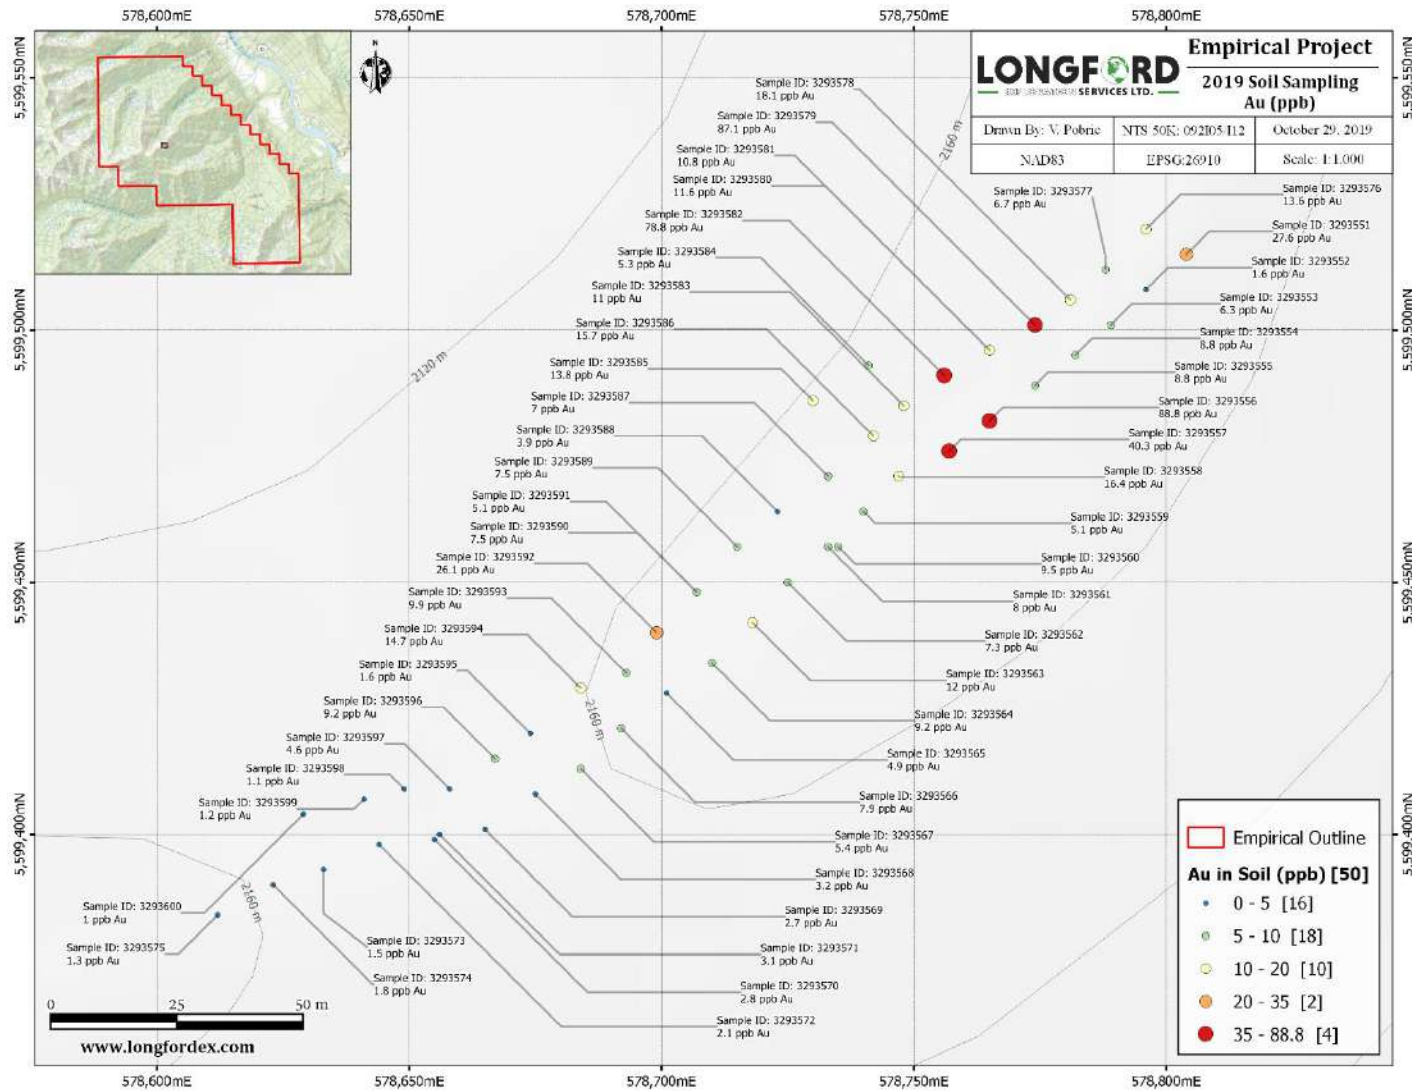 578,600mE 578,650mE 578,700mE 578,750mE 578,800mE
5,599,550mN
5,599,500mN
5,599,450mN
5,599,400mN
5,599,550mN
5,599,500mN
5,599,450mN
5,599,400mN
N
LONGFORD
SERVICES LTD.
Empirical Project
2019 Soil Sampling
Au (ppb)
Drawn By: V. Pobric
NTS 50K: 092I05-I12
October 29, 2019
NAD83
EPSG:26910
Scale: 1:1,000
Sample ID: 3293578
18.1 ppb Au
Sample ID: 3293579
87.1 ppb Au
Sample ID: 3293581
10.8 ppb Au
Sample ID: 3293580
11.6 ppb Au
Sample ID: 3293582
78.8 ppb Au
Sample ID: 3293584
5.3 ppb Au
Sample ID: 3293583
11 ppb Au
Sample ID: 3293586
15.7 ppb Au
Sample ID: 3293585
13.8 ppb Au
Sample ID: 3293587
7 ppb Au
Sample ID: 3293588
3.9 ppb Au
Sample ID: 3293589
7.5 ppb Au
Sample ID: 3293591
5.1 ppb Au
Sample ID: 3293590
7.5 ppb Au
Sample ID: 3293592
26.1 ppb Au
Sample ID: 3293593
9.9 ppb Au
Sample ID: 3293594
14.7 ppb Au
Sample ID: 3293595
1.6 ppb Au
Sample ID: 3293596
9.2 ppb Au
Sample ID: 3293597
4.6 ppb Au
Sample ID: 3293598
1.1 ppb Au
Sample ID: 3293599
1.2 ppb Au
Sample ID: 3293600
1 ppb Au
Sample ID: 3293575
1.3 ppb Au
Sample ID: 3293577
6.7 ppb Au
Sample ID: 3293576
13.6 ppb Au
Sample ID: 3293551
27.6 ppb Au
Sample ID: 3293552
1.6 ppb Au
Sample ID: 3293553
6.3 ppb Au
Sample ID: 3293554
8.8 ppb Au
Sample ID: 3293555
8.8 ppb Au
Sample ID: 3293556
88.8 ppb Au
Sample ID: 3293557
40.3 ppb Au
Sample ID: 3293558
16.4 ppb Au
Sample ID: 3293559
5.1 ppb Au
Sample ID: 3293560
9.5 ppb Au
Sample ID: 3293561
8 ppb Au
Sample ID: 3293562
7.3 ppb Au
Sample ID: 3293563
12 ppb Au
Sample ID: 3293564
9.2 ppb Au
Sample ID: 3293565
4.9 ppb Au
Sample ID: 3293566
7.9 ppb Au
Sample ID: 3293567
5.4 ppb Au
Sample ID: 3293568
3.2 ppb Au
Sample ID: 3293569
2.7 ppb Au
Sample ID: 3293571
3.1 ppb Au
Sample ID: 3293570
2.8 ppb Au
Sample ID: 3293572
2.1 ppb Au
Sample ID: 3293573
1.5 ppb Au
Sample ID: 3293574
1.8 ppb Au
2160 m
2120 m
2160 m
2160 m
Empirical Outline
Au in Soil (ppb) [50]
0 - 5 [16]
5 - 10 [18]
10 - 20 [10]
20 - 35 [2]
35 - 88.8 [4]
0 25 50 m
www.longfordex.com
578,600mE 578,650mE 578,700mE 578,750mE 578,800mE